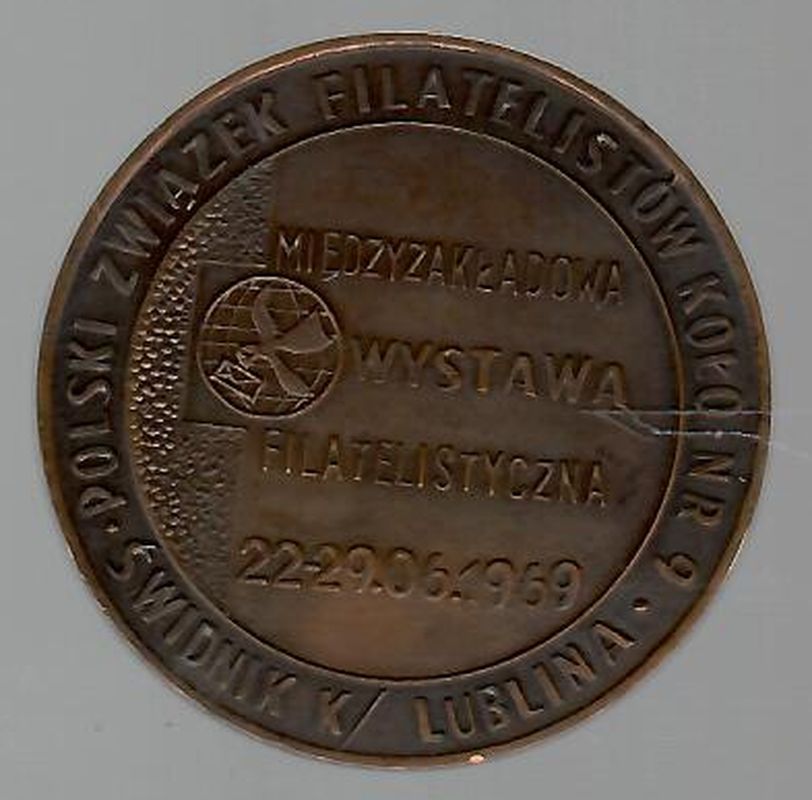 POLSKI ZWIĄZEK FILATELISTÓW KOŁO NR 9
MIĘDZYZAKŁADOWA
WYSTAWA
FILATELISTYCZNA
22-29.06.1969
ŚWIDNIK K/ LUBLINA